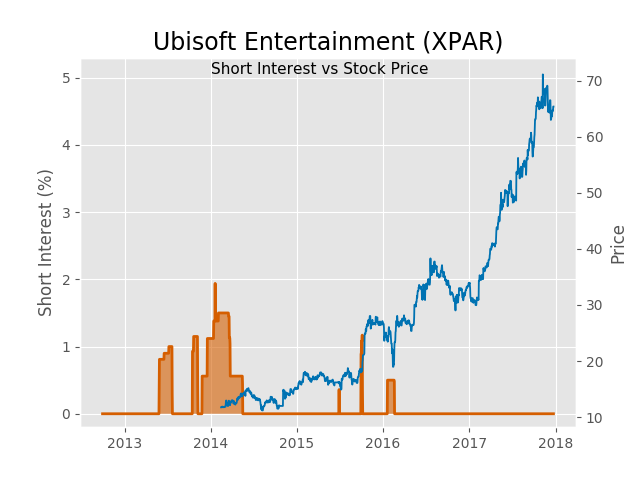 Ubisoft Entertainment (XPAR)
Short Interest vs Stock Price
Short Interest (%)
5
4
3
2
1
0
70
60
50
40
30
20
10
Price
2013 2014 2015 2016 2017 2018